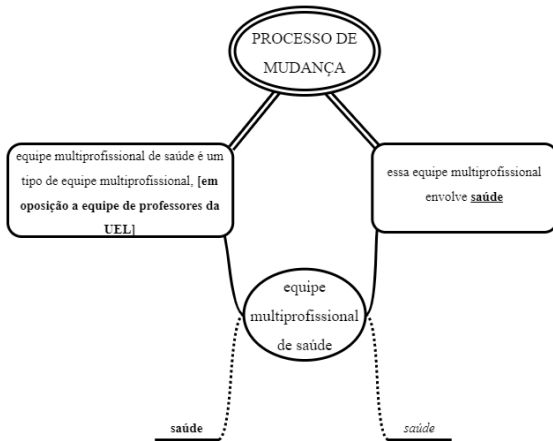 PROCESSO DE
MUDANÇA
equipe multiprofissional de saúde é um
tipo de equipe multiprofissional, [em
oposição a equipe de professores da
UEL]
essa equipe multiprofissional
envolve saúde
equipe
multiprofissional
de saúde
saúde
saúde